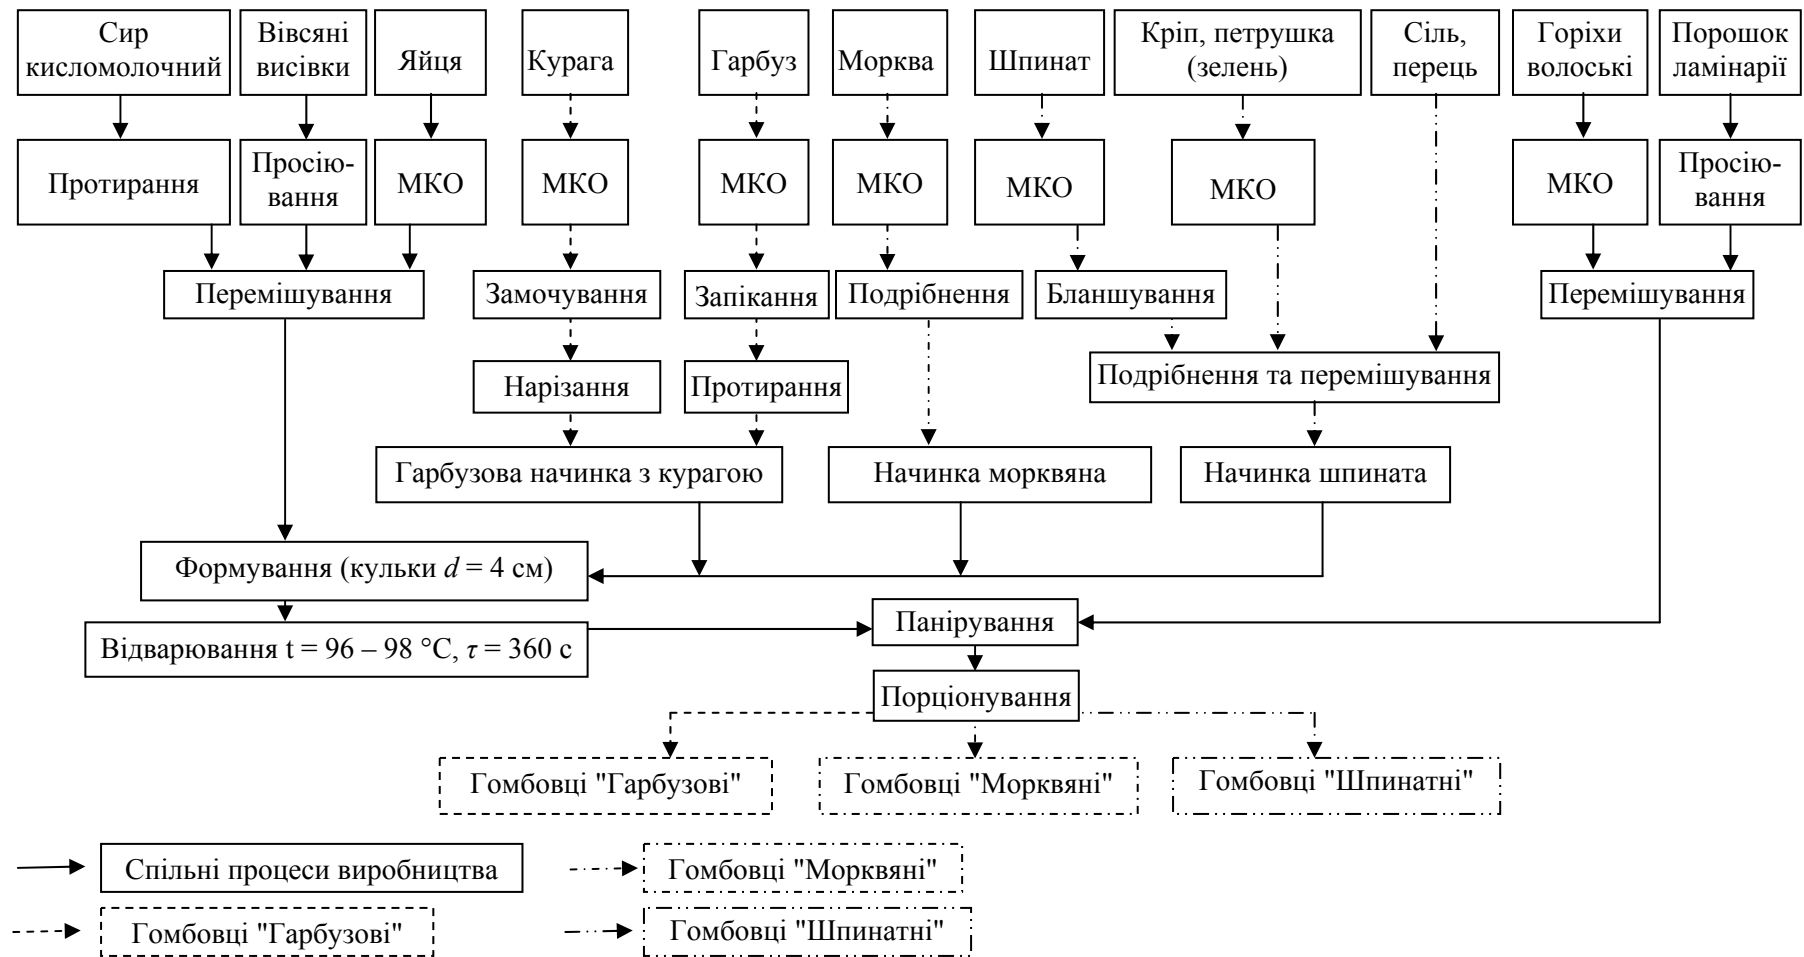 Сир
кисломолочний
Вівсяні
висівки
Яйця
Курага
Гарбуз
Морква
Шпинат
Кріп, петрушка
(зелень)
Сіль,
перець
Горіхи
волоські
Порошок
ламінарії
Протирання
Просію-
вання
МКО
МКО
МКО
МКО
МКО
МКО
МКО
Просію-
вання
Перемішування
Замочування
Запікання
Подрібнення
Бланшування
Перемішування
Нарізання
Протирання
Подрібнення та перемішування
Гарбузова начинка з курагою
Начинка морквяна
Начинка шпината
Формування (кульки d = 4 см)
Відварювання t = 96 – 98 °C, τ = 360 с
Панірування
Порціонування
Гомбовці "Гарбузові"
Гомбовці "Морквяні"
Гомбовці "Шпинатні"
Спільні процеси виробництва
Гомбовці "Морквяні"
Гомбовці "Гарбузові"
Гомбовці "Шпинатні"